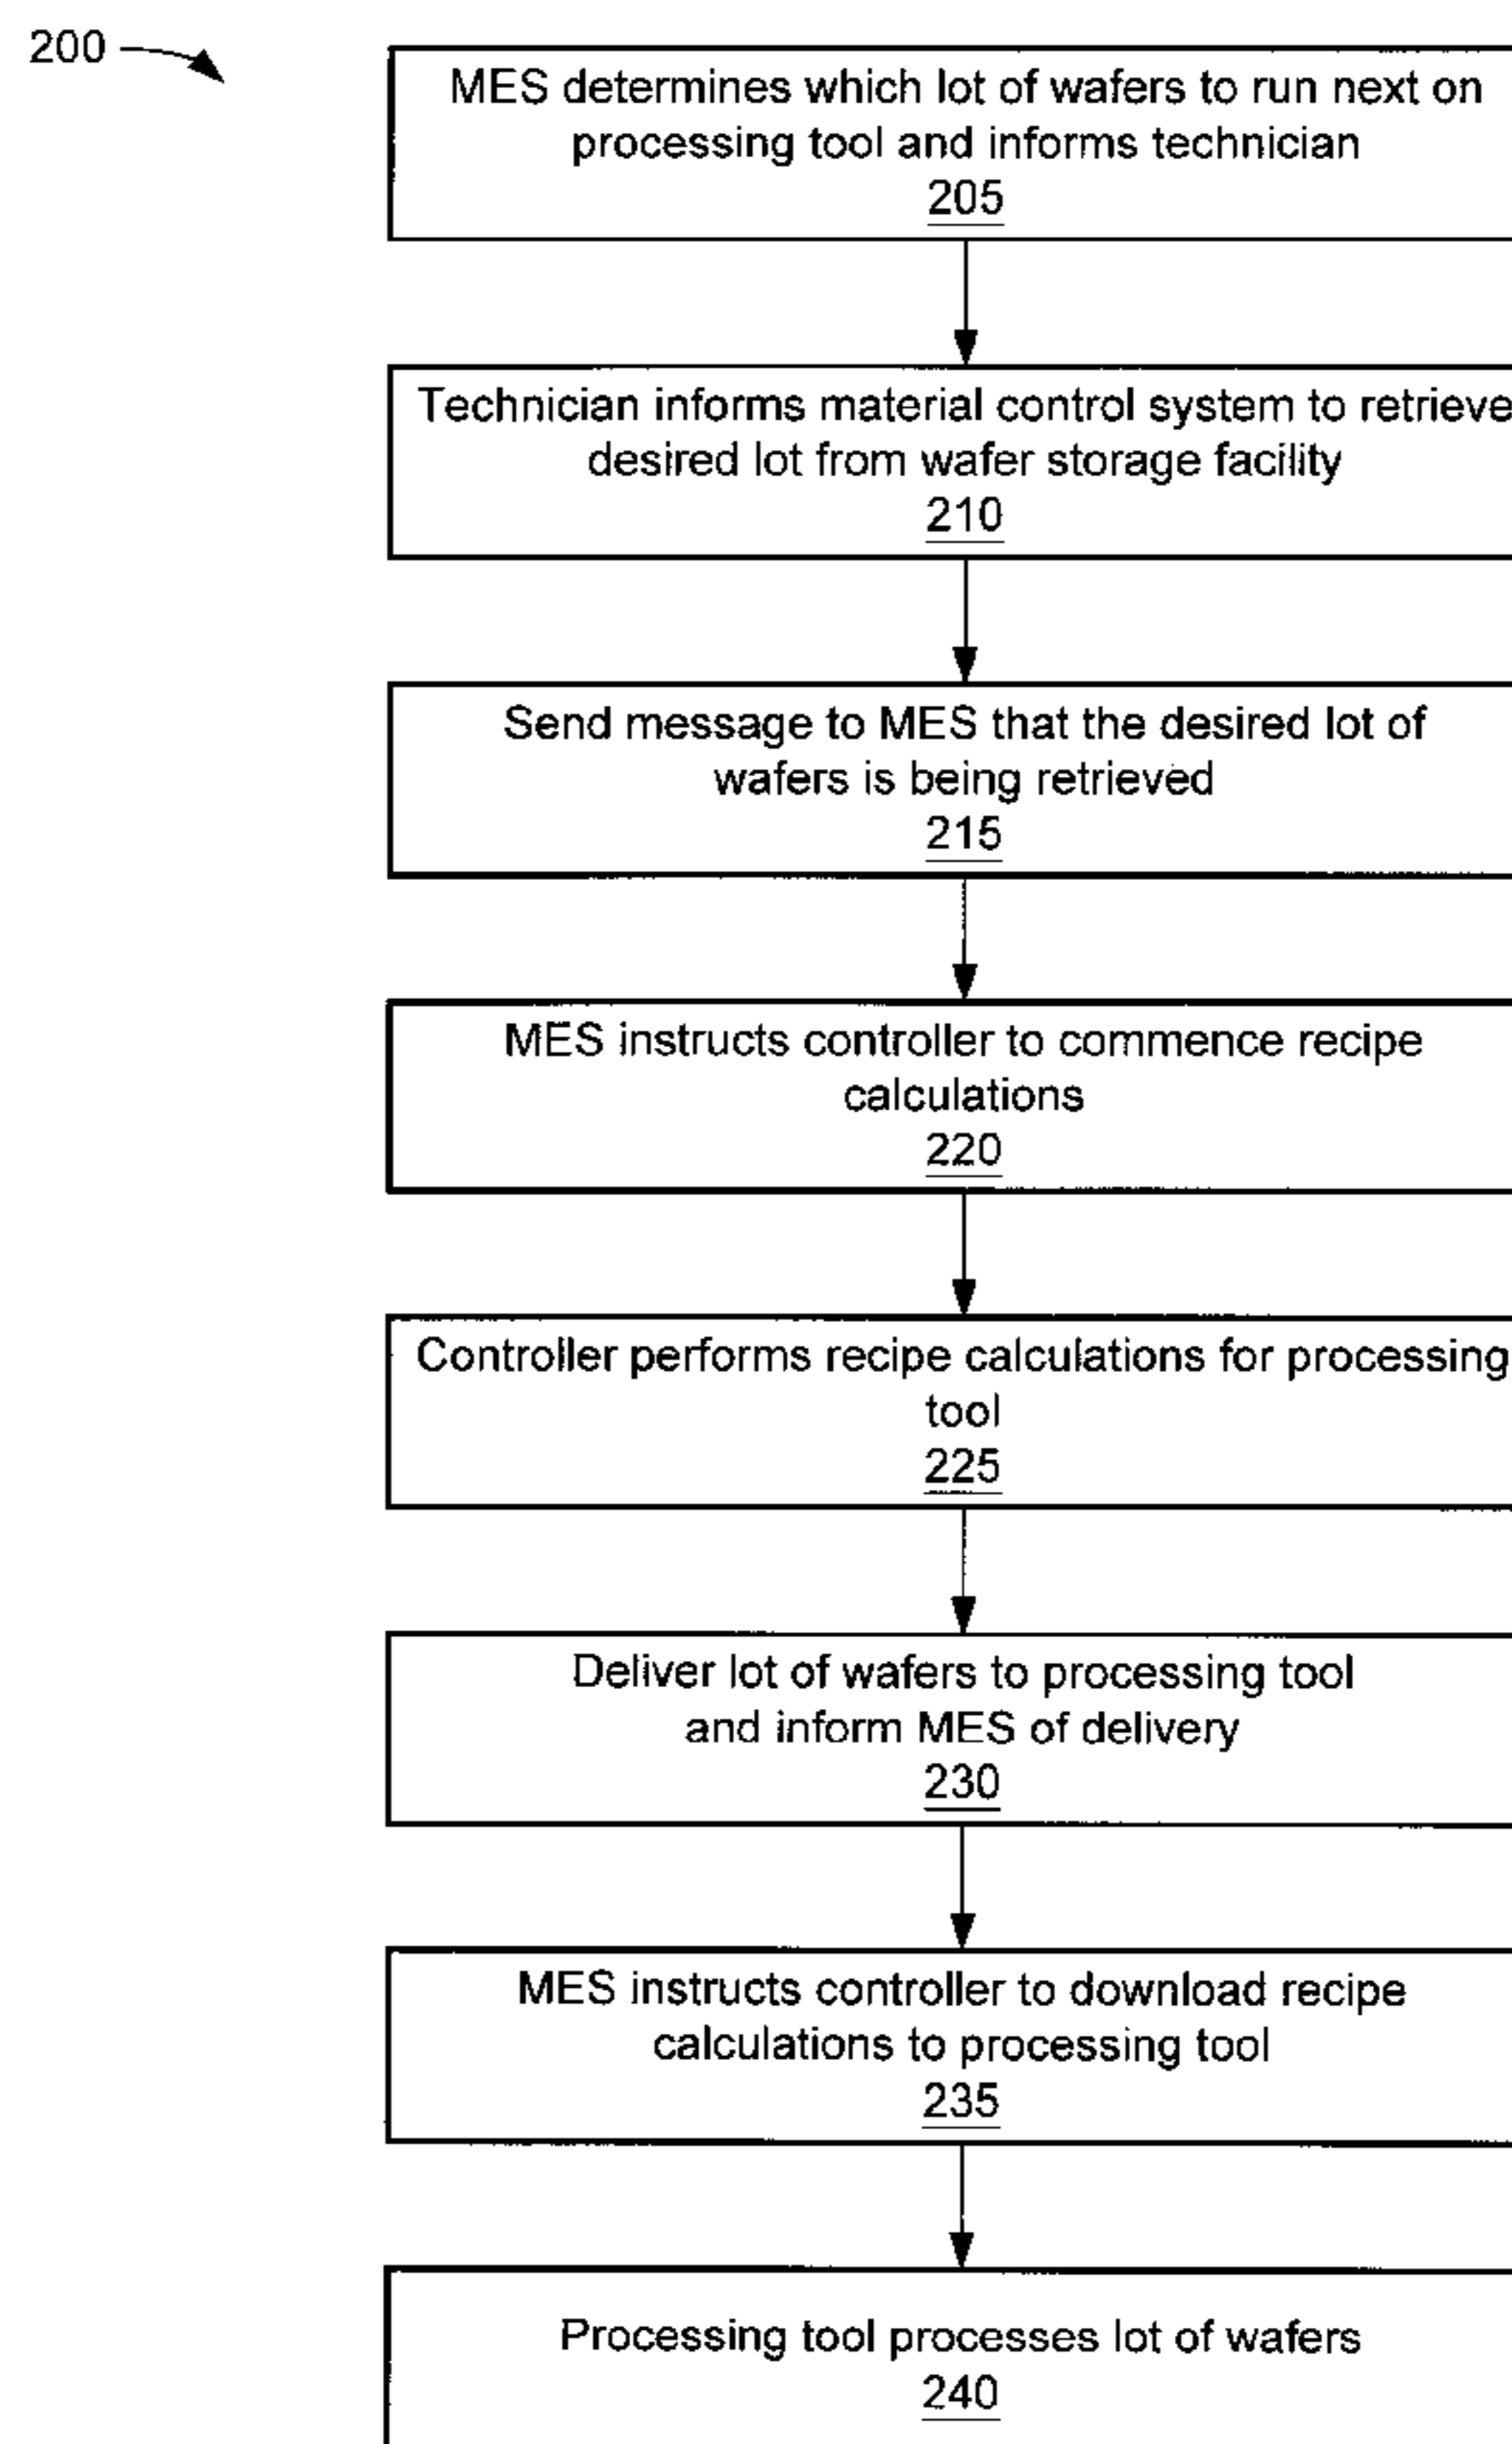 200
MES determines which lot of wafers to run next on
processing tool and informs technician
205
Technician informs material control system to retrieve
desired lot from wafer storage facility
210
Send message to MES that the desired lot of
wafers is being retrieved
215
MES instructs controller to commence recipe
calculations
220
Controller performs recipe calculations for processing
tool
225
Deliver lot of wafers to processing tool
and inform MES of delivery
230
MES instructs controller to download recipe
calculations to processing tool
235
Processing tool processes lot of wafers
240